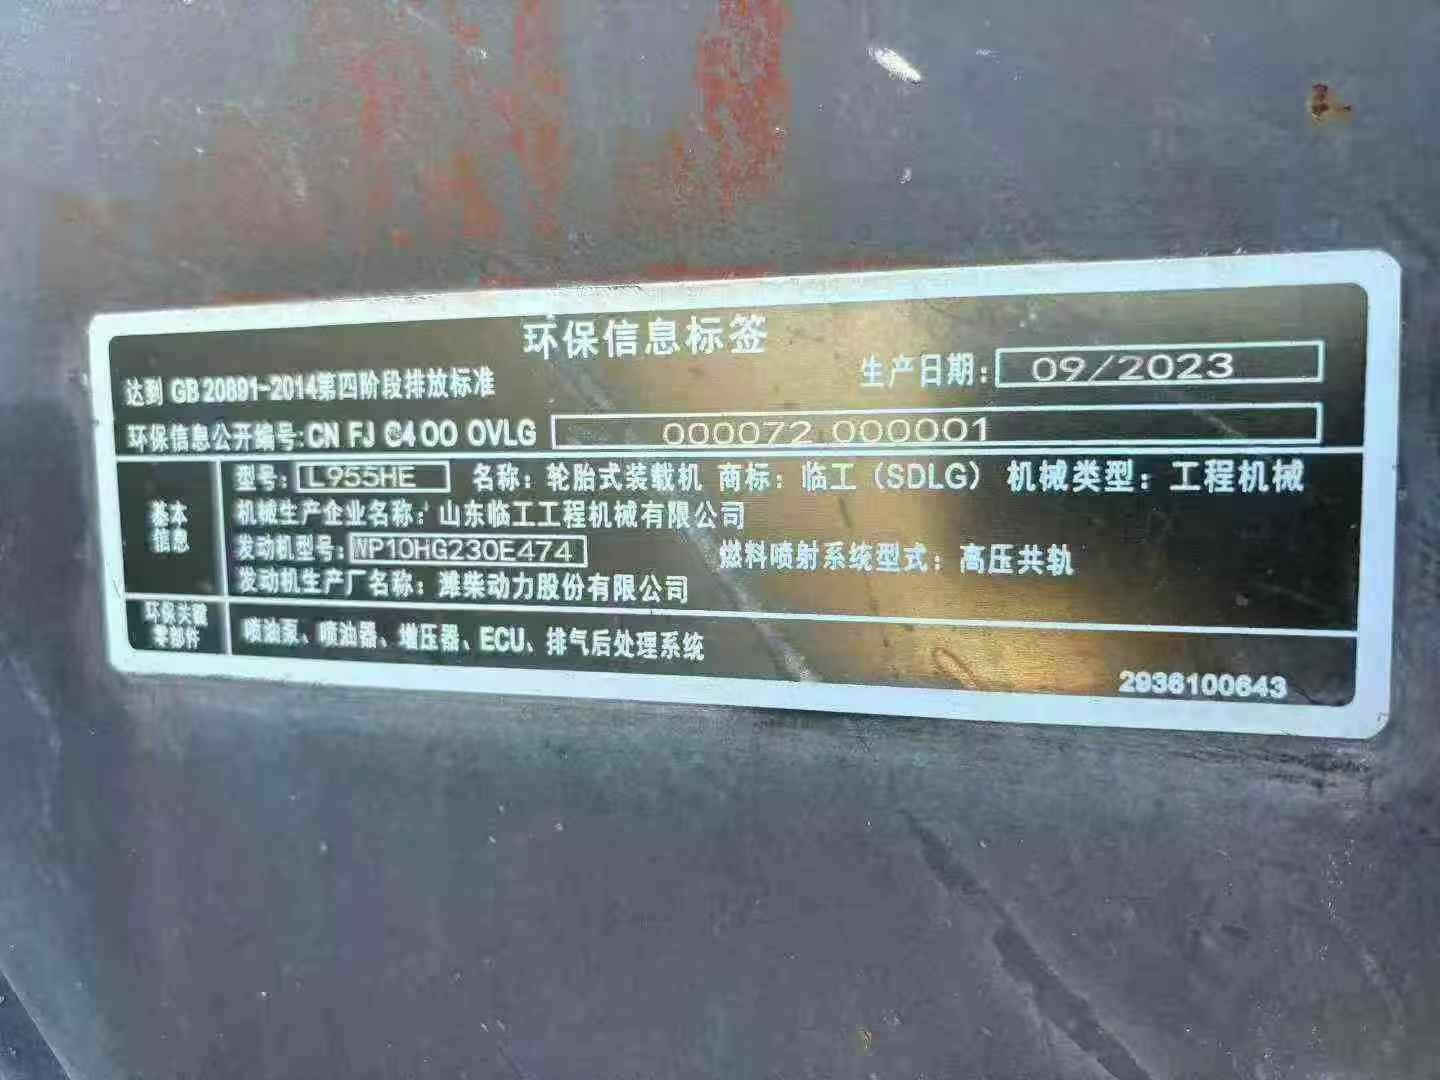 环保信息标签
达到 GB 20891-2014第四阶段排放标准
生产日期: 09/2023
环保信息公开编号:CN FJ G4 00 0VLG 000072 000001
基本信息
型号: L955HE 名称: 轮胎式装载机 商标: 临工 (SDLG) 机械类型: 工程机械
机械生产企业名称: 山东临工工程机械有限公司
发动机型号: WP10HG230E474 燃料喷射系统型式: 高压共轨
发动机生产厂名称: 潍柴动力股份有限公司
环保关键零部件
喷油泵、喷油器、增压器、ECU、排气后处理系统
2936100643